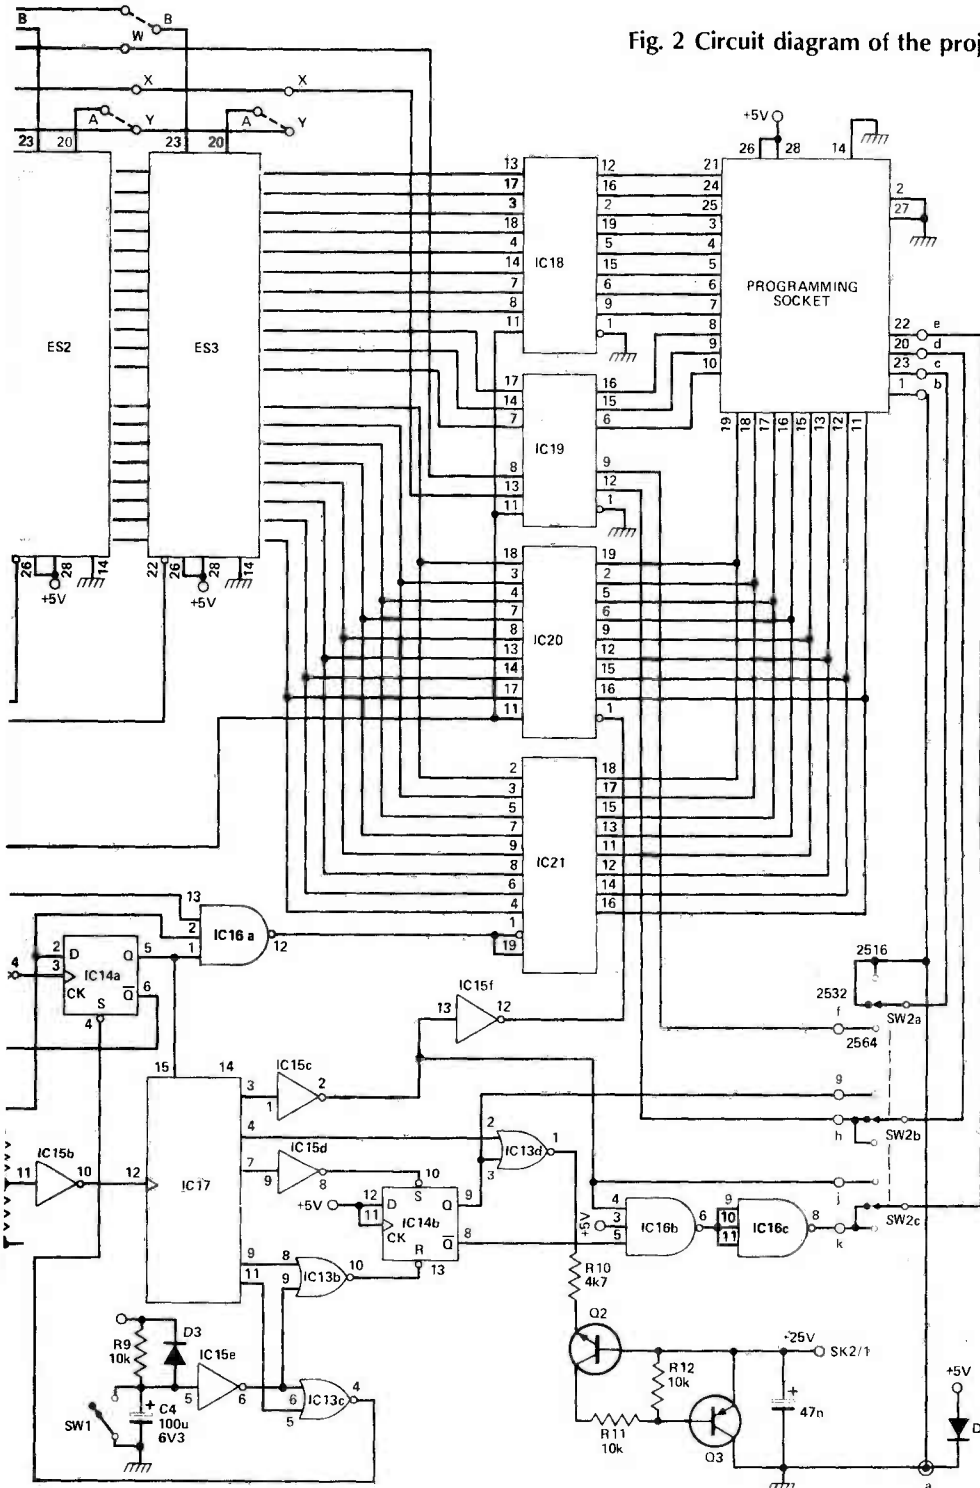 Fig. 2 Circuit diagram of the proj
B
B
W
X
X
A
Y
A
Y
23
20
23
20
+5V
26
28
14
13
17
3
18
4
14
7
8
11
IC18
12
16
2
19
5
15
6
9
1
21
24
25
3
4
5
6
7
8
9
10
PROGRAMMING
SOCKET
2
27
22
e
20
d
23
c
1
b
19
18
17
16
15
13
12
11
ES2
ES3
17
14
7
8
13
11
IC19
16
15
6
9
12
1
26
28
14
+5V
22
26
28
14
+5V
18
3
4
7
8
13
14
17
11
IC20
19
2
5
6
9
12
15
16
1
2
3
5
7
9
8
6
4
1
19
IC21
18
17
15
13
11
12
14
16
13
2
1
IC16a
12
4
2
D
Q
5
3
IC14a
CK
Q
6
S
4
13
IC15f
12
2516
2532
SW2a
f
2564
15
14
3
IC15c
1
2
g
h
SW2b
4
2
IC13d
1
3
7
IC15d
9
8
11
IC15b
10
12
IC17
10
+5V
12
D
S
Q
9
11
IC14b
CK
Q
8
R
13
j
SW2c
k
4
+5V
3
5
IC16b
6
9
10
11
IC16c
8
9
11
8
9
IC13b
10
R10
4k7
R9
10k
D3
IC15e
5
6
6
5
IC13c
4
SW1
C4
+
100u
6V3
Q2
R12
10k
R11
10k
Q3
+25V
SK2/1
+
47n
+5V
D
a